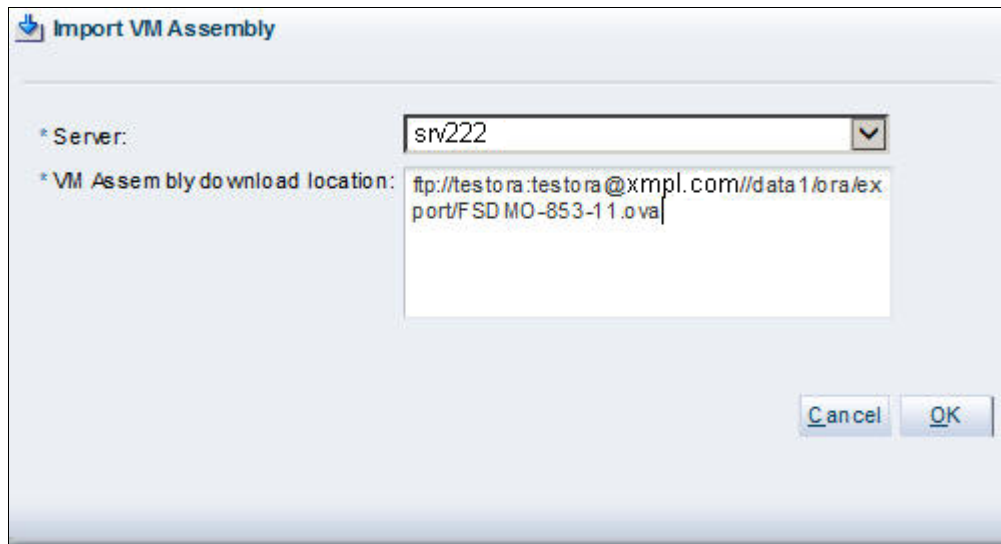 Import VM Assembly
* Server:
srv222
* VM Assembly download location:
ftp://testora:testora@xmpl.com//data1/ora/ex
port/FSDMO-853-11.ova
Cancel
OK